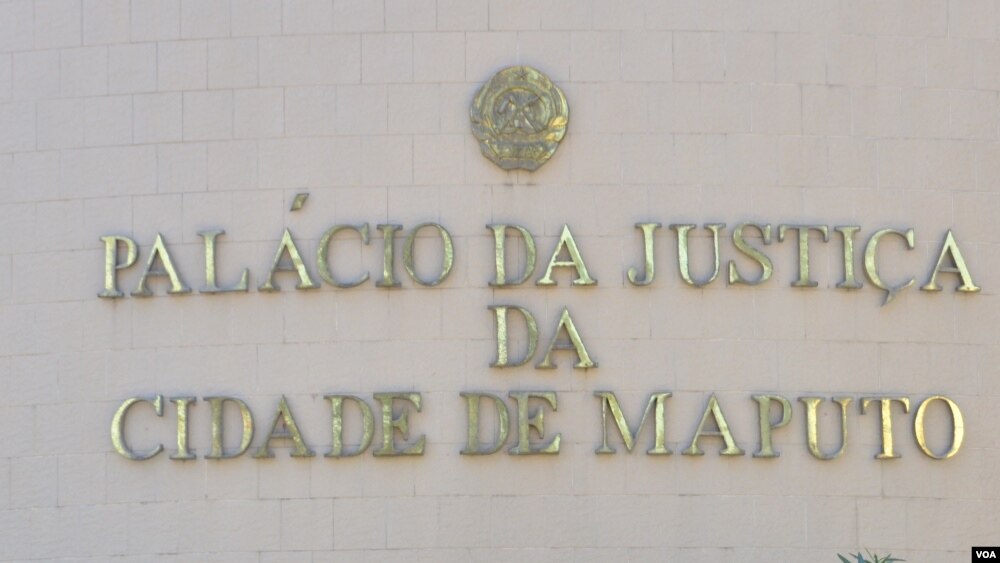 PALÁCIO DA JUSTIÇA
DA
CIDADE DE MAPUTO
VOA